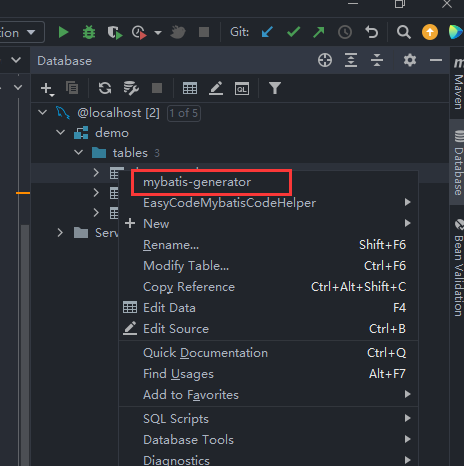 ion
Git:
Database
@localhost [2] 1 of 5
demo
tables 3
mybatis-generator
EasyCodeMybatisCodeHelper
Serv
New
Rename... Shift+F6
Modify Table... Ctrl+F6
Copy Reference Ctrl+Alt+Shift+C
Edit Data F4
Edit Source Ctrl+B
Quick Documentation Ctrl+Q
Find Usages Alt+F7
Add to Favorites
SQL Scripts
Database Tools
Diagnostics
Maven
Database
Bean Validation